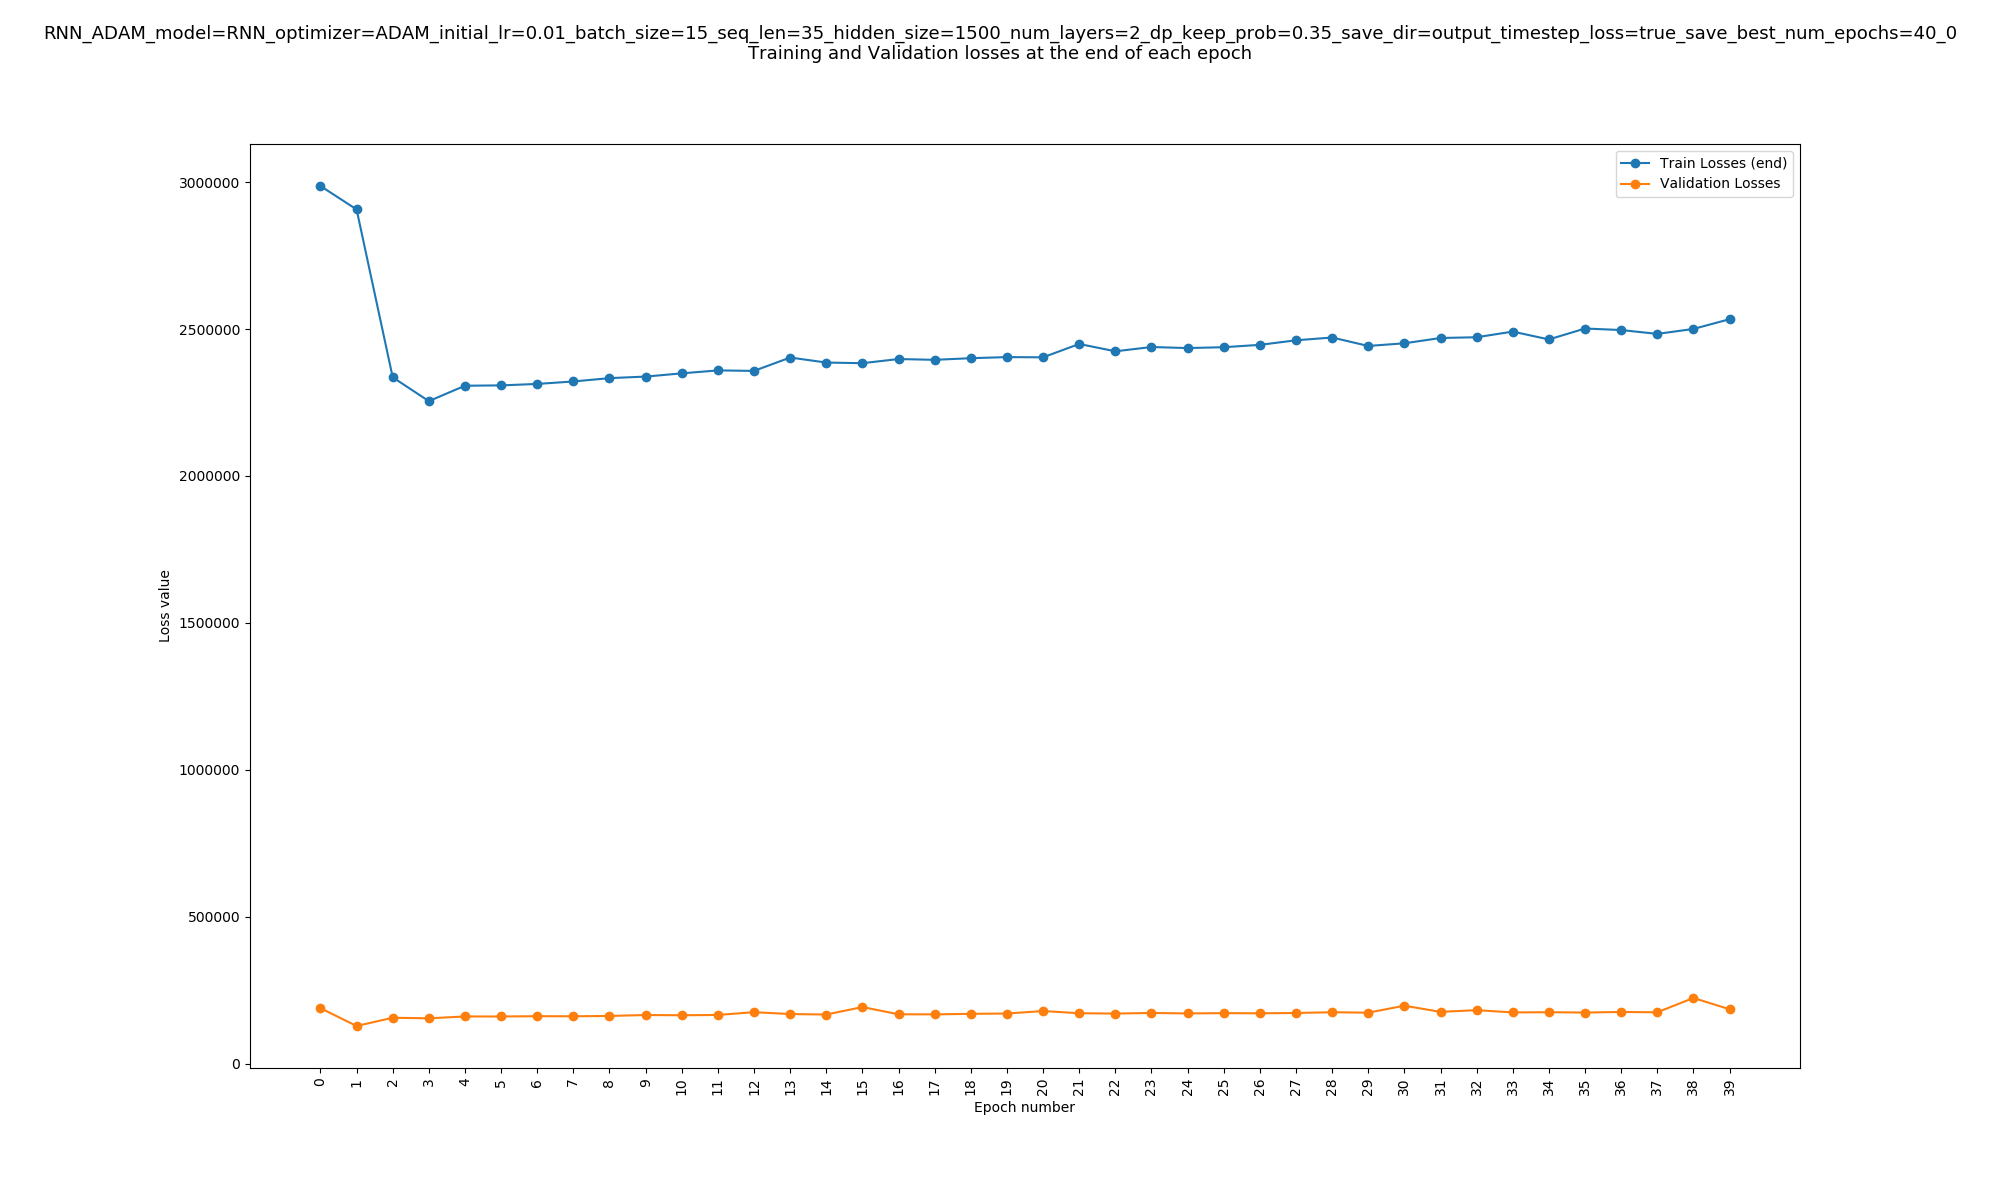 RNN_ADAM_model=RNN_optimizer=ADAM_initial_lr=0.01_batch_size=15_seq_len=35_hidden_size=1500_num_layers=2_dp_keep_prob=0.35_save_dir=output_timestep_loss=true_save_best_num_epochs=40_0
Training and Validation losses at the end of each epoch
Train Losses (end)
Validation Losses
3000000
2500000
2000000
1500000
1000000
500000
0
Loss value
0 1 2 3 4 5 6 7 8 9 10 11 12 13 14 15 16 17 18 19 20 21 22 23 24 25 26 27 28 29 30 31 32 33 34 35 36 37 38 39
Epoch number